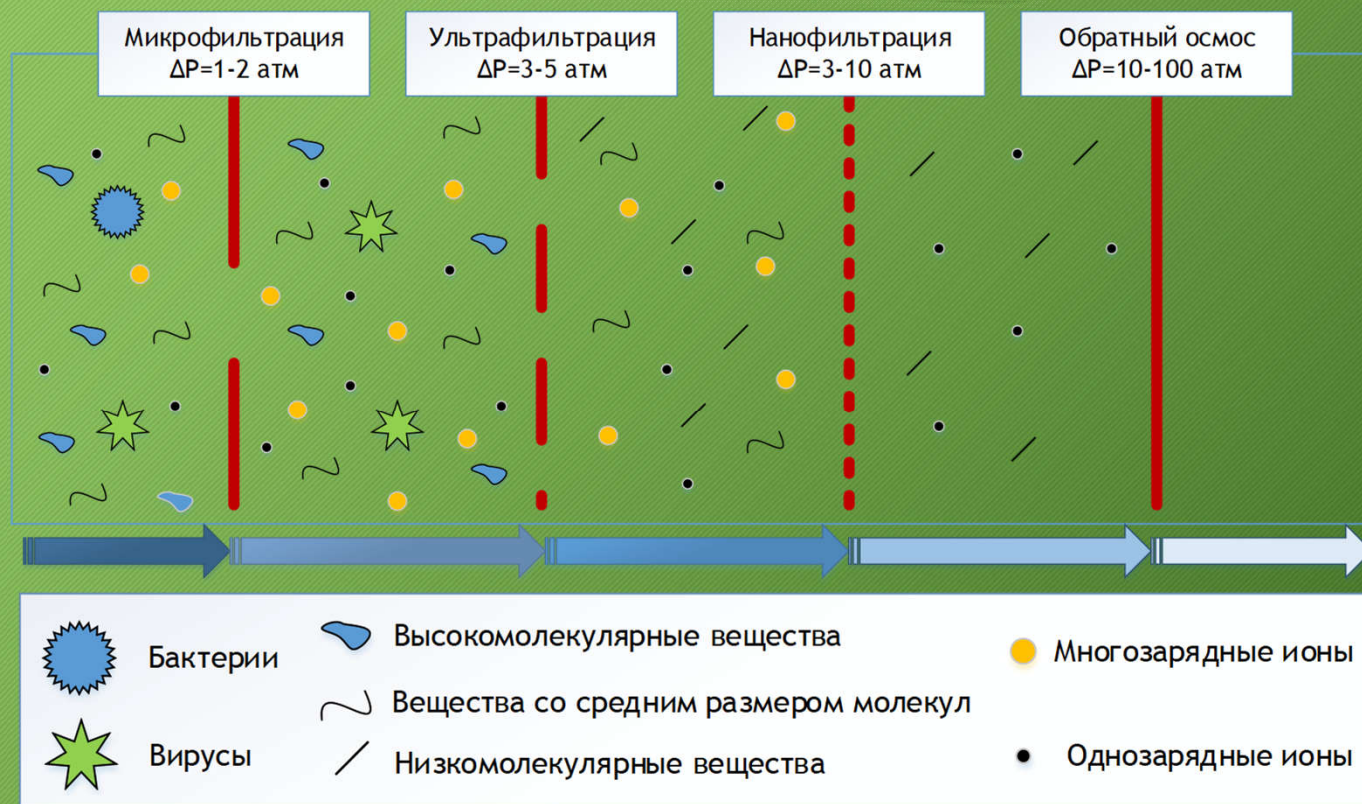 Микрофильтрация
ΔP=1-2 атм
Ультрафильтрация
ΔP=3-5 атм
Нанофильтрация
ΔP=3-10 атм
Обратный осмос
ΔP=10-100 атм
Бактерии
Вирусы
Высокомолекулярные вещества
Вещества со средним размером молекул
Низкомолекулярные вещества
Многозарядные ионы
Однозарядные ионы